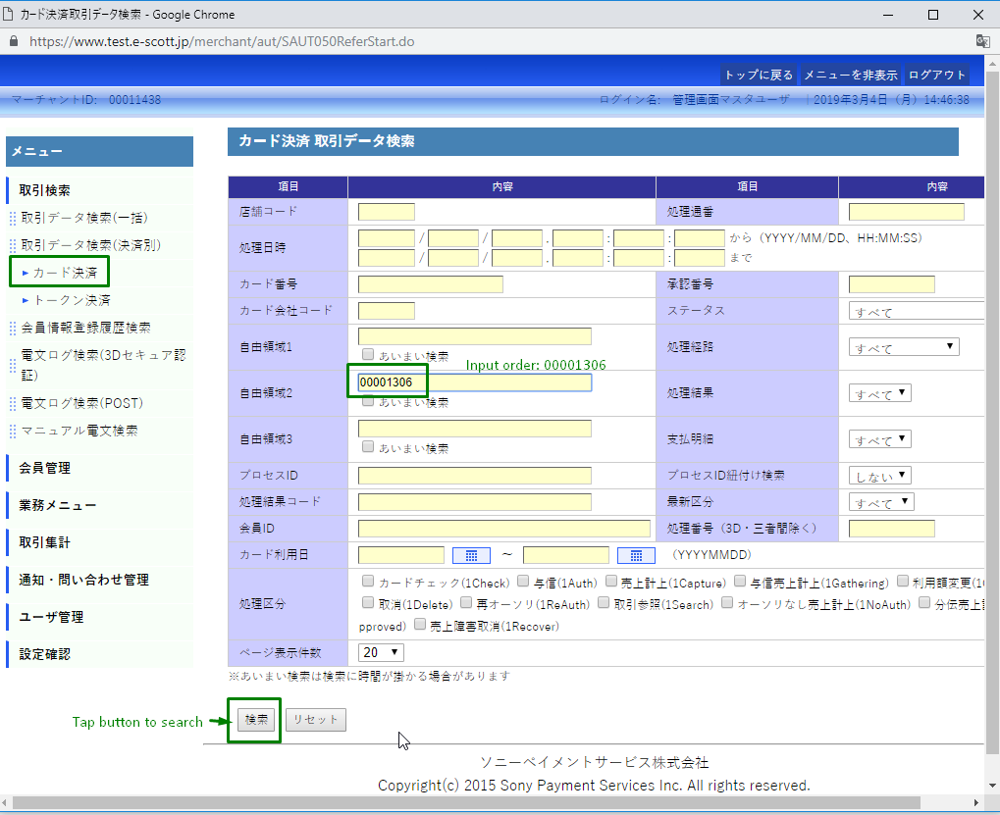 カード決済取引データ検索 - Google Chrome
https://www.test.e-scott.jp/merchant/aut/SAUT050ReferStart.do
トップに戻る メニューを非表示 ログアウト
マーチャントID: 00011438 ログイン名: 管理画面マスタユーザ | 2019年3月4日 (月) 14:46:38
メニュー
取引検索
取引データ検索(一括)
取引データ検索(決済別)
カード決済
トークン決済
会員情報登録履歴検索
電文ログ検索(3Dセキュア認
証)
電文ログ検索(POST)
マニュアル電文検索
会員管理
業務メニュー
取引集計
通知・問い合わせ管理
ユーザ管理
設定確認
カード決済 取引データ検索
項目 内容 項目 内容
店舗コード 処理通番
処理日時 / / . : : から (YYYY/MM/DD、HH:MM:SS)
/ / . : : まで
カード番号 承認番号
カード会社コード ステータス すべて
自由領域1 あいまい検索 処理経路 すべて
Input order: 00001306
自由領域2 00001306 あいまい検索 処理結果 すべて
自由領域3 あいまい検索 支払明細 すべて
プロセスID プロセスID紐付け検索 しない
処理結果コード 最新区分 すべて
会員ID 処理番号 (3D・三者間除く)
カード利用日 ～ (YYYYMMDD)
処理区分 カードチェック(1Check) 与信(1Auth) 売上計上(1Capture) 与信売上計上(1Gathering) 利用額変更(1
取消(1Delete) 再オーソリ(1ReAuth) 取引参照(1Search) オーソリなし売上計上(1NoAuth) 分伝売上
pproved) 売上障害取消(1Recover)
ページ表示件数 20
※あいまい検索は検索に時間が掛かる場合があります
Tap button to search 検索 リセット
ソニーペイメントサービス株式会社
Copyright(c) 2015 Sony Payment Services Inc. All rights reserved.